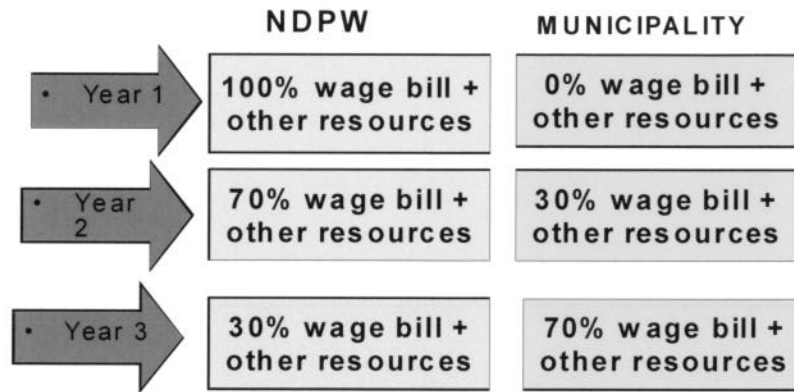 NDPW
MUNICIPALITY
• Year 1
100% wage bill +
other resources
0% wage bill +
other resources
• Year
2
70% wage bill +
other resources
30% wage bill +
other resources
• Year 3
30% wage bill +
other resources
70% wage bill +
other resources